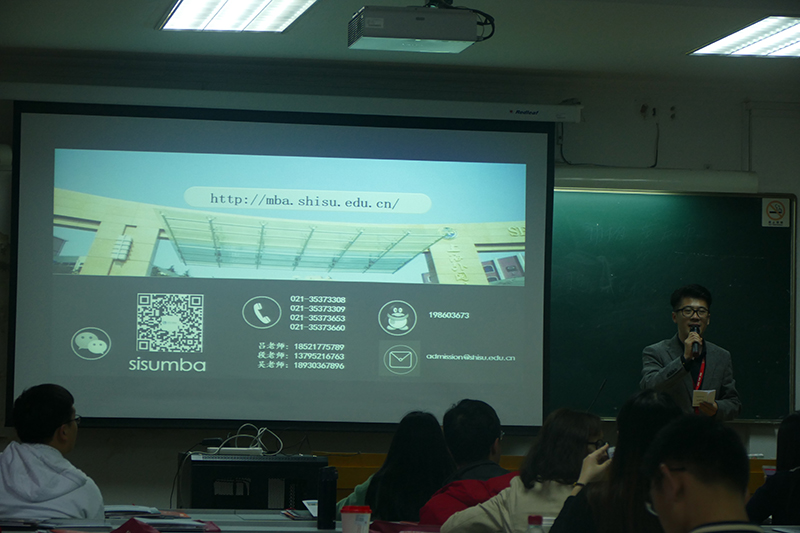 http://mba.shisu.edu.cn/
sisumba
021-35373308
021-35373309
021-35373653
021-35373660
吕老师: 18521775789
段老师: 13795216763
吴老师: 18930367896
198603673
admission@shisu.edu.cn